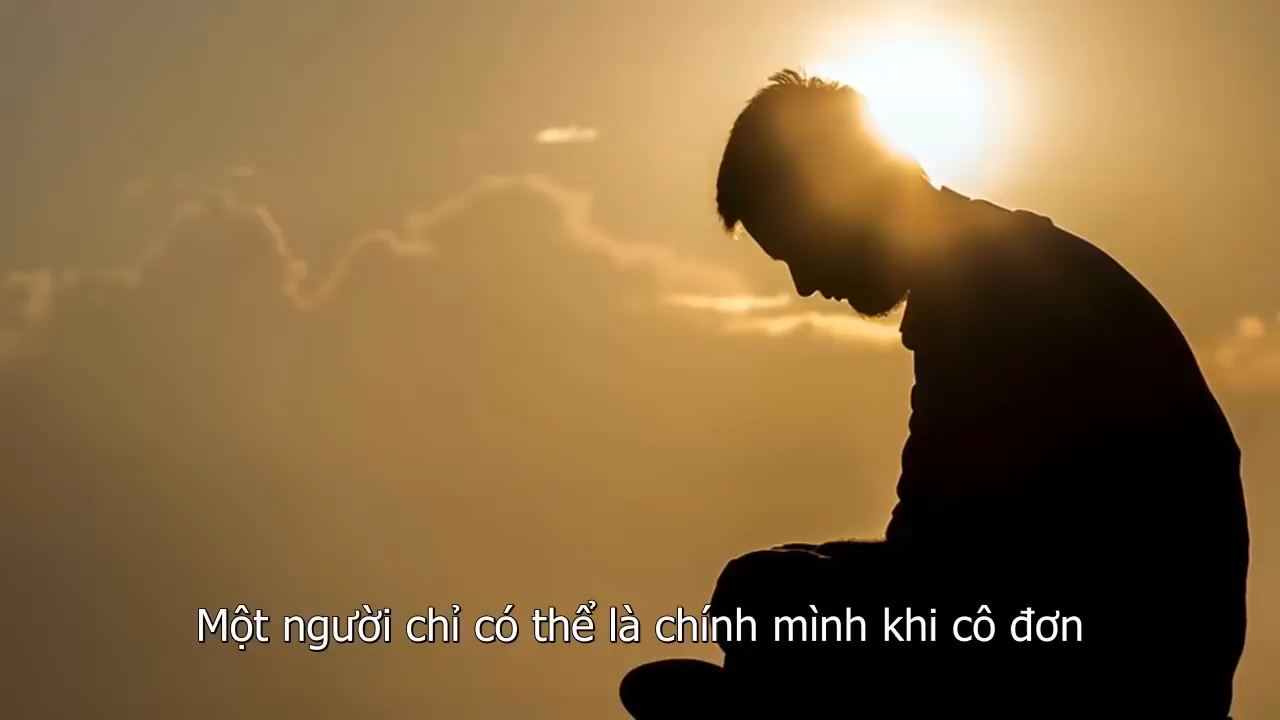 Một người chỉ có thể là chính mình khi cô đơn